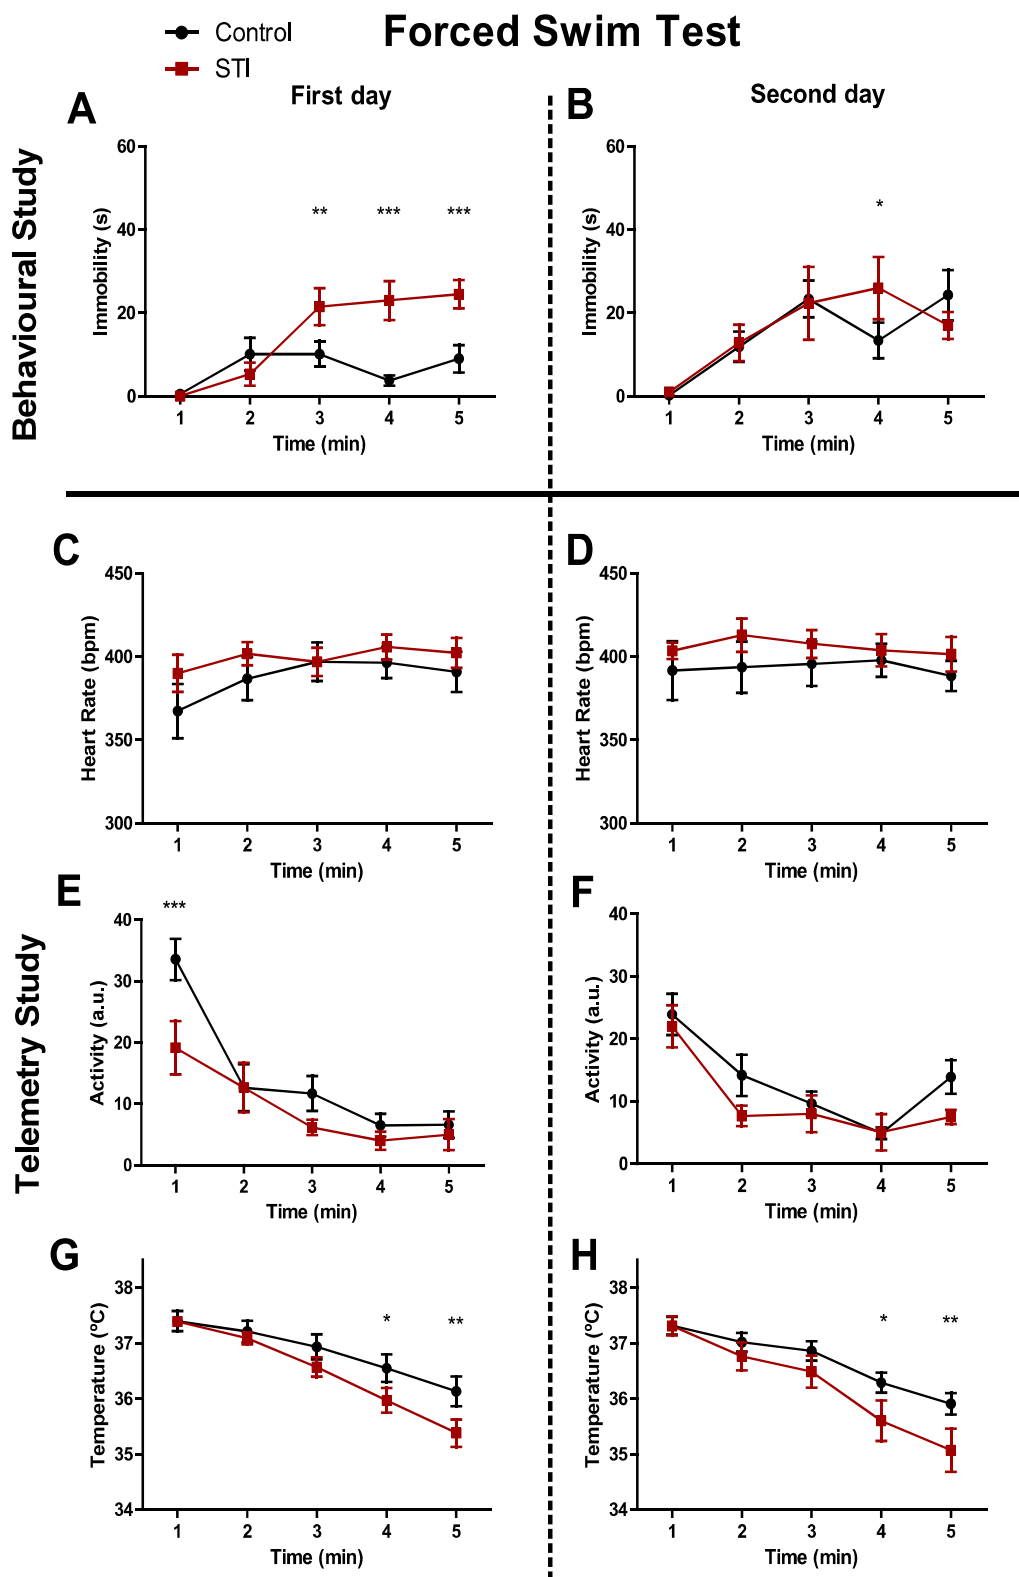 Forced Swim Test
Control
STI
First day
Second day
Behavioural Study
A
60
40
20
0
Immobility (s)
** *** ***
1 2 3 4 5
Time (min)
B
60
40
20
0
Immobility (s)
*
1 2 3 4 5
Time (min)
Telemetry Study
C
450
400
350
300
Heart Rate (bpm)
1 2 3 4 5
Time (min)
D
450
400
350
300
Heart Rate (bpm)
1 2 3 4 5
Time (min)
E
***
40
30
20
10
0
Activity (a.u.)
1 2 3 4 5
Time (min)
F
40
30
20
10
0
Activity (a.u.)
1 2 3 4 5
Time (min)
G
38
37
36
35
34
Temperature (ºC)
* **
1 2 3 4 5
Time (min)
H
38
37
36
35
34
Temperature (ºC)
* **
1 2 3 4 5
Time (min)